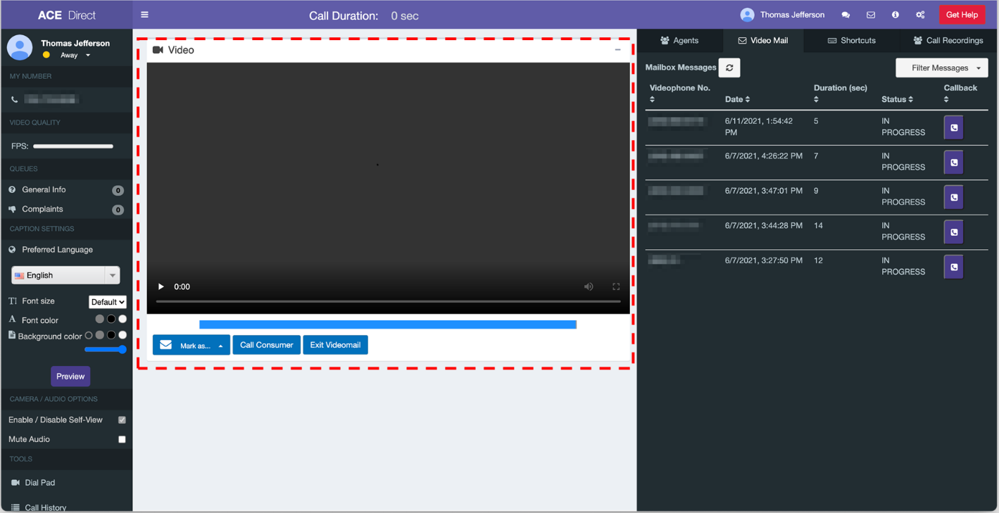 ACE Direct
Call Duration: 0 sec
Thomas Jefferson
Get Help
Thomas Jefferson
Away
MY NUMBER
VIDEO QUALITY
FPS:
QUEUES
General Info 0
Complaints 0
CAPTION SETTINGS
Preferred Language
English
Font size Default
Font color
Background color
Preview
CAMERA / AUDIO OPTIONS
Enable / Disable Self-View
Mute Audio
TOOLS
Dial Pad
Call History
Video
0:00
Mark as... Call Consumer Exit Videomail
Agents Video Mail Shortcuts Call Recordings
Mailbox Messages Filter Messages
Videophone No. Date Duration (sec) Status Callback
6/11/2021, 1:54:42 PM 5 IN PROGRESS
6/7/2021, 4:26:22 PM 7 IN PROGRESS
6/7/2021, 3:47:01 PM 9 IN PROGRESS
6/7/2021, 3:44:28 PM 14 IN PROGRESS
6/7/2021, 3:27:50 PM 12 IN PROGRESS